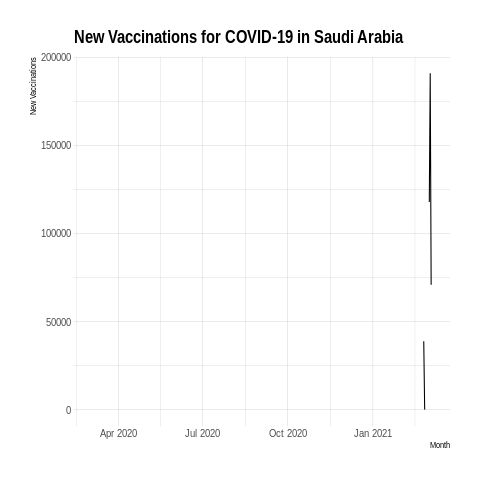 New Vaccinations for COVID-19 in Saudi Arabia
New Vaccinations
200000
150000
100000
50000
0
Apr 2020 Jul 2020 Oct 2020 Jan 2021
Month